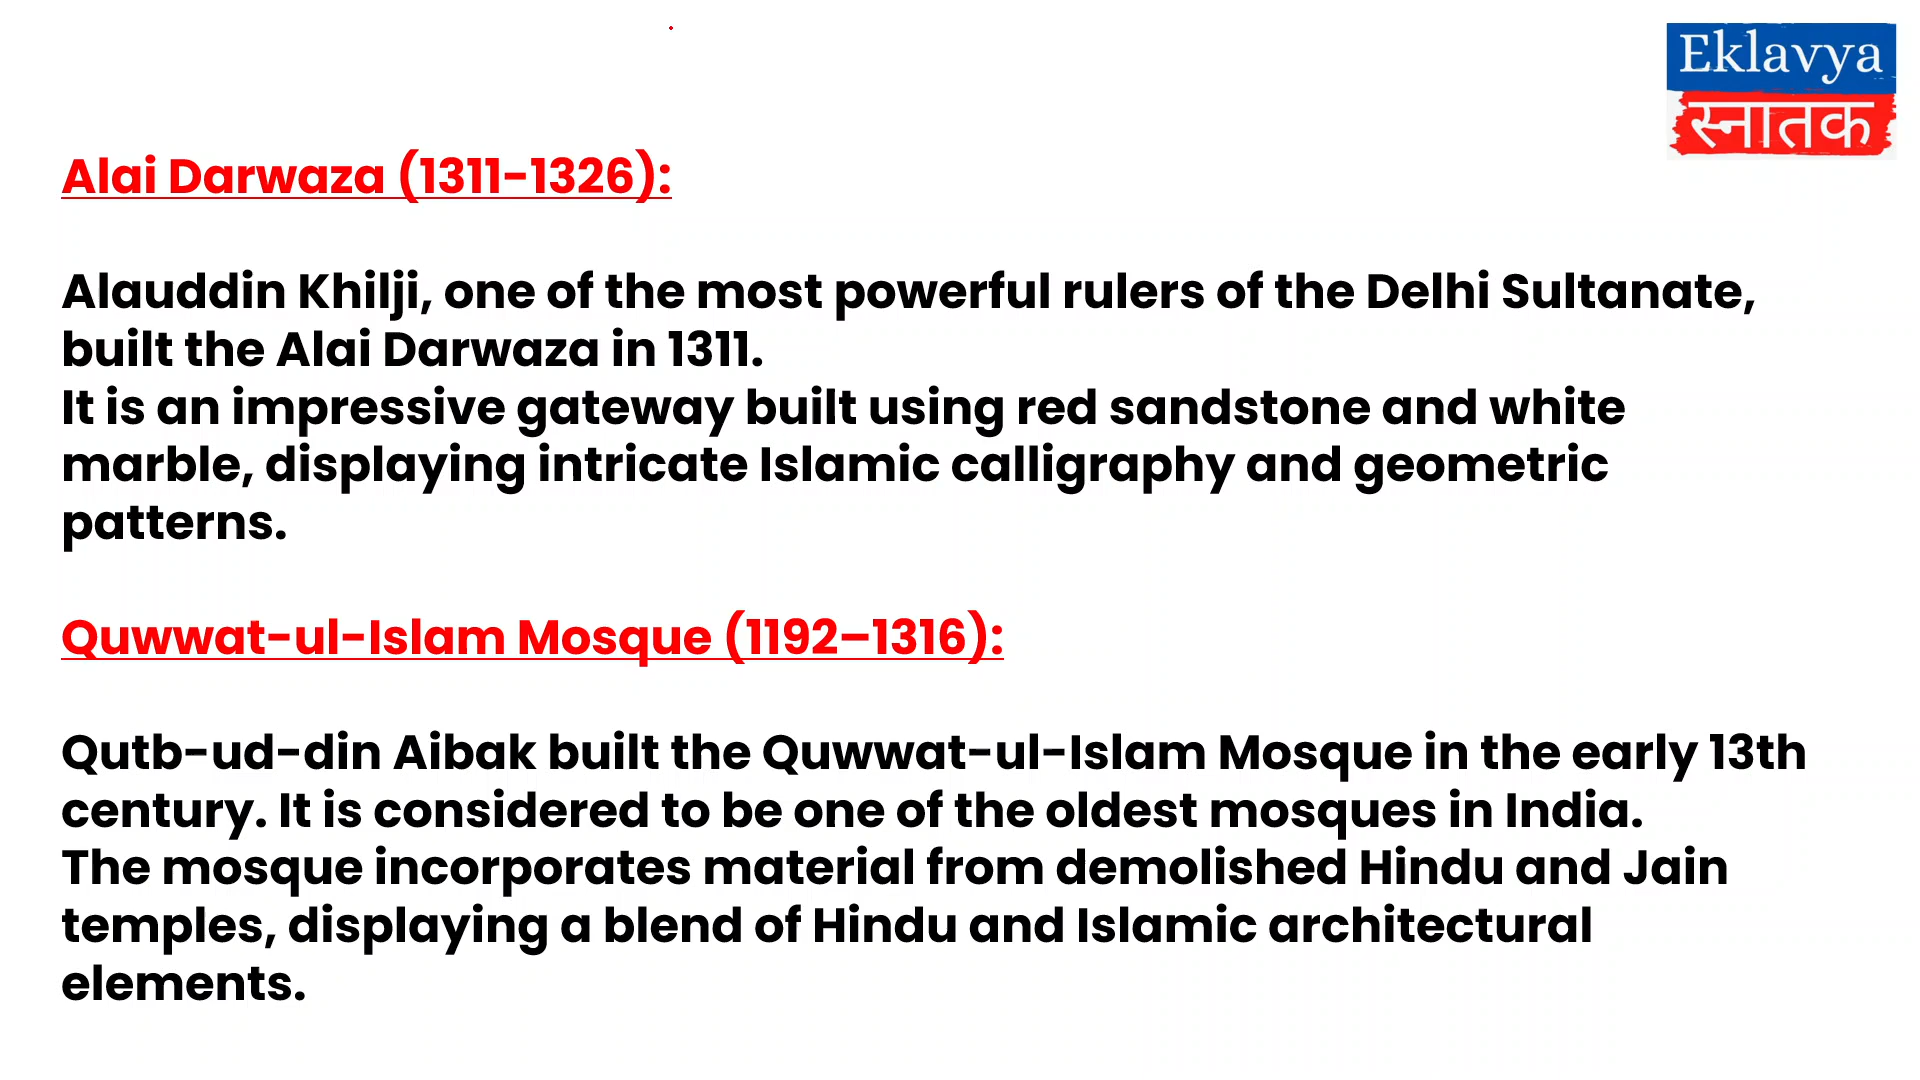 Eklavya
स्नातक
Alai Darwaza (1311-1326):
Alauddin Khilji, one of the most powerful rulers of the Delhi Sultanate,
built the Alai Darwaza in 1311.
It is an impressive gateway built using red sandstone and white
marble, displaying intricate Islamic calligraphy and geometric
patterns.
Quwwat-ul-Islam Mosque (1192–1316):
Qutb-ud-din Aibak built the Quwwat-ul-Islam Mosque in the early 13th
century. It is considered to be one of the oldest mosques in India.
The mosque incorporates material from demolished Hindu and Jain
temples, displaying a blend of Hindu and Islamic architectural
elements.